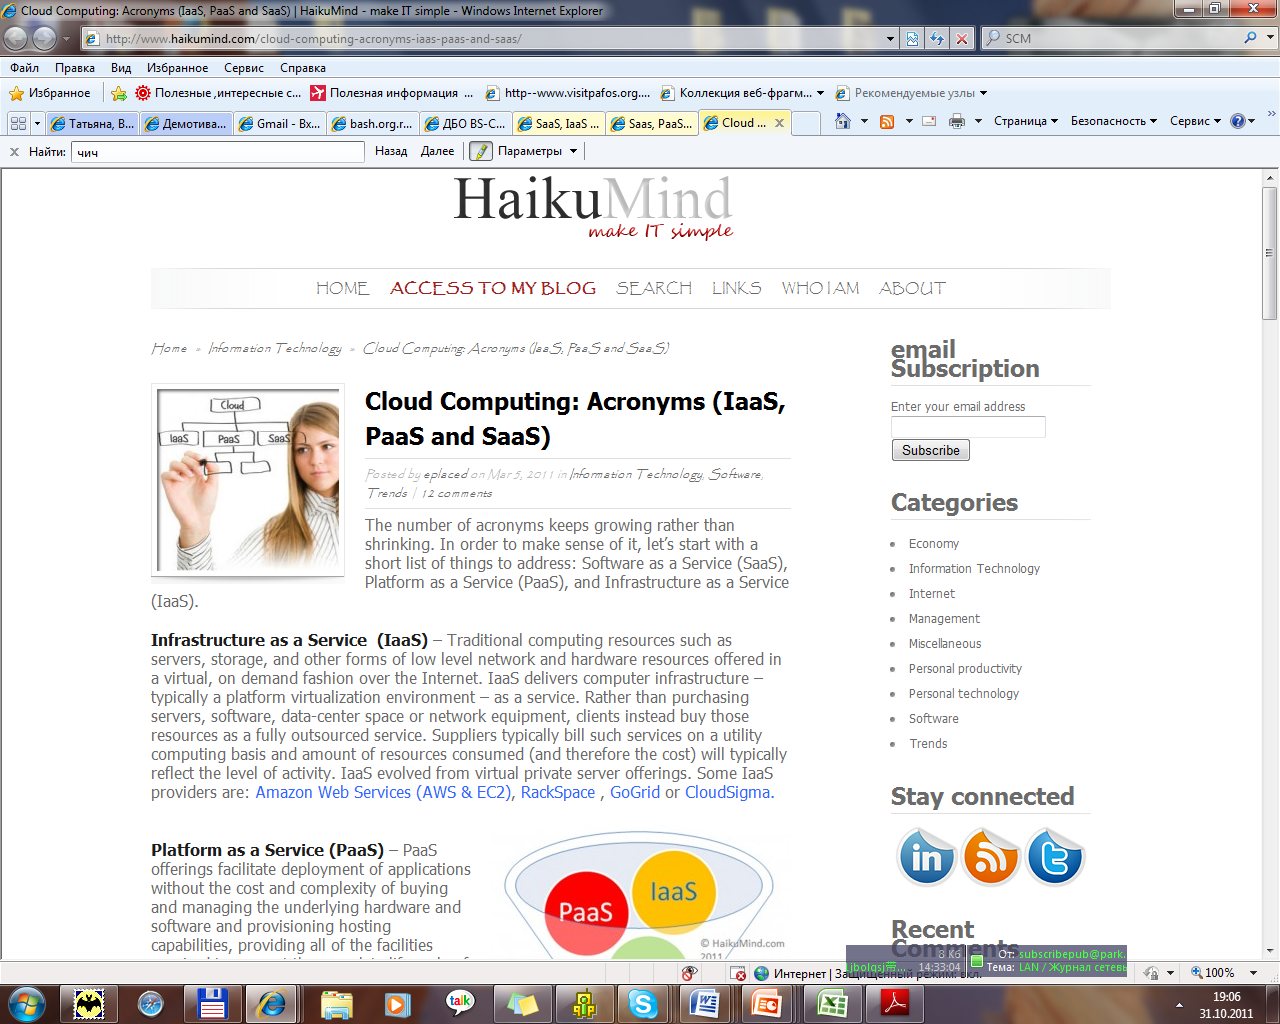 Cloud Computing: Acronyms (IaaS, PaaS and SaaS) | HaikuMind - make IT simple - Windows Internet Explorer
http://www.haikumind.com/cloud-computing-acronyms-iaas-paas-and-saas/
SCM
Файл Правка Вид Избранное Сервис Справка
Избранное Полезные ,интересные с... Полезная информация ... http--www.visitpafos.org.... Коллекция веб-фрагм... Рекомендуемые узлы
Татьяна, В... Демотива... Gmail - Вх... bash.org.r... ДБО BS-C... SaaS, IaaS ... Saas, PaaS... Cloud ... Страница Безопасность Сервис
Найти: чич Назад Далее Параметры
HaikuMind
make IT simple
HOME ACCESS TO MY BLOG SEARCH LINKS WHO I AM ABOUT
Home » Information Technology » Cloud Computing: Acronyms (IaaS, PaaS and SaaS)
Cloud
IaaS PaaS SaaS
Cloud Computing: Acronyms (IaaS,
PaaS and SaaS)
Posted by eplaced on Mar 5, 2011 in Information Technology, Software,
Trends | 12 comments
The number of acronyms keeps growing rather than
shrinking. In order to make sense of it, let’s start with a
short list of things to address: Software as a Service (SaaS),
Platform as a Service (PaaS), and Infrastructure as a Service
(IaaS).
Infrastructure as a Service (IaaS) – Traditional computing resources such as
servers, storage, and other forms of low level network and hardware resources offered in
a virtual, on demand fashion over the Internet. IaaS delivers computer infrastructure –
typically a platform virtualization environment – as a service. Rather than purchasing
servers, software, data-center space or network equipment, clients instead buy those
resources as a fully outsourced service. Suppliers typically bill such services on a utility
computing basis and amount of resources consumed (and therefore the cost) will typically
reflect the level of activity. IaaS evolved from virtual private server offerings. Some IaaS
providers are: Amazon Web Services (AWS & EC2), RackSpace , GoGrid or CloudSigma.
Platform as a Service (PaaS) – PaaS
offerings facilitate deployment of applications
without the cost and complexity of buying
and managing the underlying hardware and
software and provisioning hosting
capabilities, providing all of the facilities
PaaS
IaaS
© HaikuMind.com
2011
email
Subscription
Enter your email address
Subscribe
Categories
Economy
Information Technology
Internet
Management
Miscellaneous
Personal productivity
Personal technology
Software
Trends
Stay connected
in
Recent
Comments
8 Кб От: subscribepub@park.
14:33:04 Тема: LAN / Журнал сетевь
Интернет | Защищенный режим: вкл.
100%
talk
19:06
31.10.2011